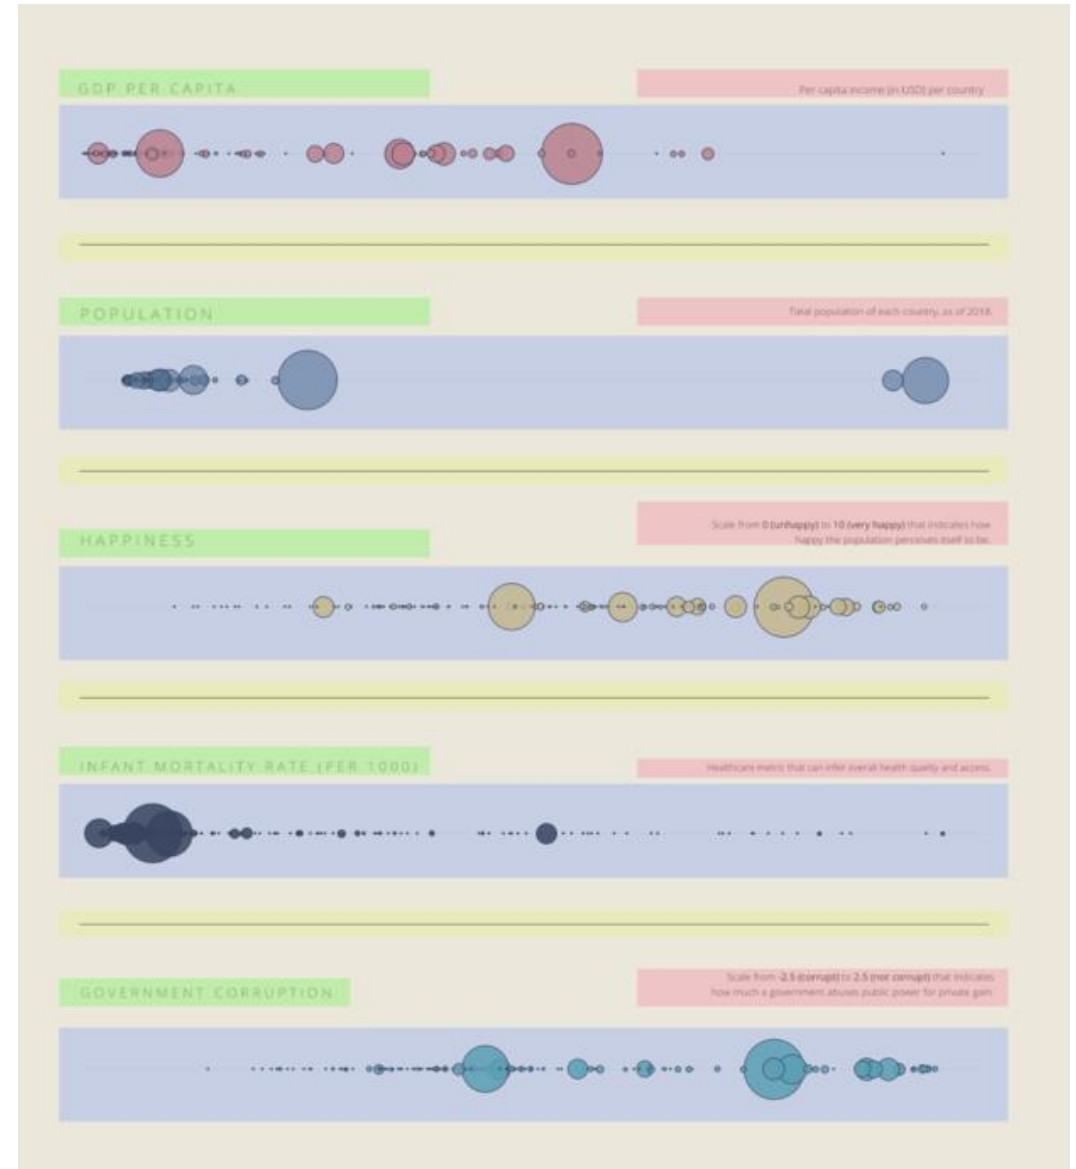 GDP PER CAPITA
Per capita income (in USD) per country
POPULATION
Total population of each country, as of 2018.
Scale from 0 (unhappy) to 10 (very happy) that indicates how
happy the population perceives itself to be.
HAPPINESS
INFANT MORTALITY RATE (PER 1000)
Healthcare metric that can infer overall health quality and access.
Scale from -2.5 (corrupt) to 2.5 (not corrupt) that indicates
how much a government abuses public power for private gain.
GOVERNMENT CORRUPTION